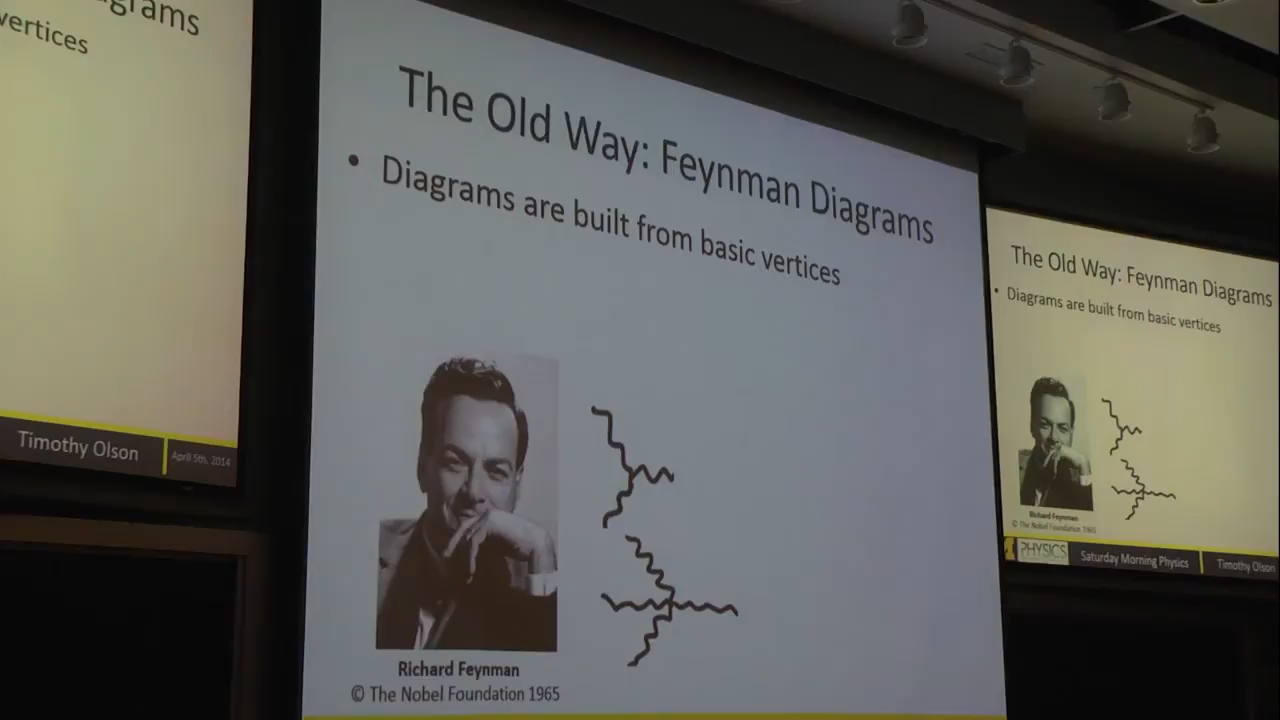 grams
vertices
Timothy Olson
April 5th, 2014
The Old Way: Feynman Diagrams
• Diagrams are built from basic vertices
Richard Feynman
© The Nobel Foundation 1965
The Old Way: Feynman Diagrams
• Diagrams are built from basic vertices
Richard Feynman
© The Nobel Foundation 1965
PHYSICS
Saturday Morning Physics
Timothy Olson